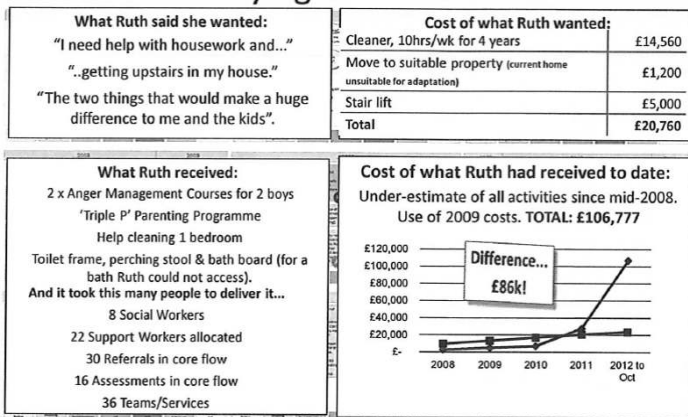 What Ruth said she wanted:
“I need help with housework and...”
“..getting upstairs in my house.”
“The two things that would make a huge
difference to me and the kids”.
Cost of what Ruth wanted:
Cleaner, 10hrs/wk for 4 years £14,560
Move to suitable property (current home
unsuitable for adaptation) £1,200
Stair lift £5,000
Total £20,760
What Ruth received:
2 x Anger Management Courses for 2 boys
‘Triple P’ Parenting Programme
Help cleaning 1 bedroom
Toilet frame, perching stool & bath board (for a
bath Ruth could not access).
And it took this many people to deliver it...
8 Social Workers
22 Support Workers allocated
30 Referrals in core flow
16 Assessments in core flow
36 Teams/Services
Cost of what Ruth had received to date:
Under-estimate of all activities since mid-2008.
Use of 2009 costs. TOTAL: £106,777
Difference...
£86k!
£120,000
£100,000
£80,000
£60,000
£40,000
£20,000
£-
2008 2009 2010 2011 2012 to
Oct